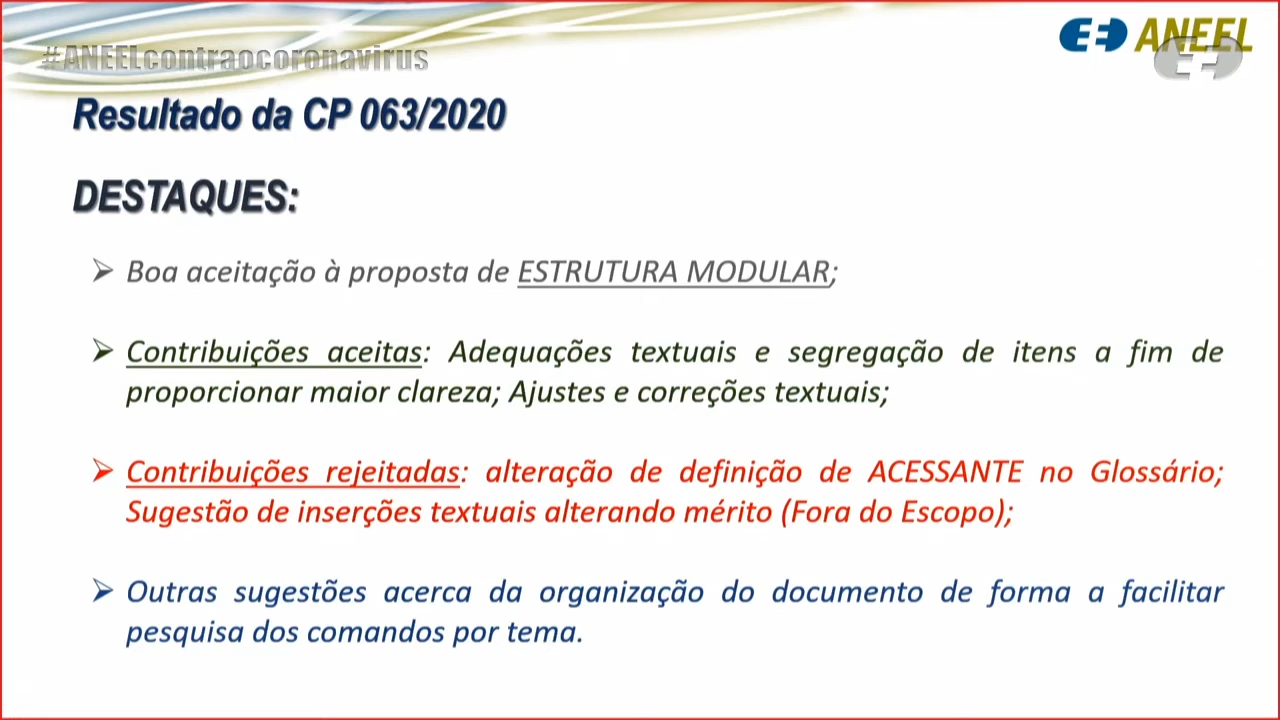 #ANEELcontraocoronavirus
ANEEL
Resultado da CP 063/2020
DESTAQUES:
Boa aceitação à proposta de ESTRUTURA MODULAR;
Contribuições aceitas: Adequações textuais e segregação de itens a fim de
proporcionar maior clareza; Ajustes e correções textuais;
Contribuições rejeitadas: alteração de definição de ACESSANTE no Glossário;
Sugestão de inserções textuais alterando mérito (Fora do Escopo);
Outras sugestões acerca da organização do documento de forma a facilitar
pesquisa dos comandos por tema.